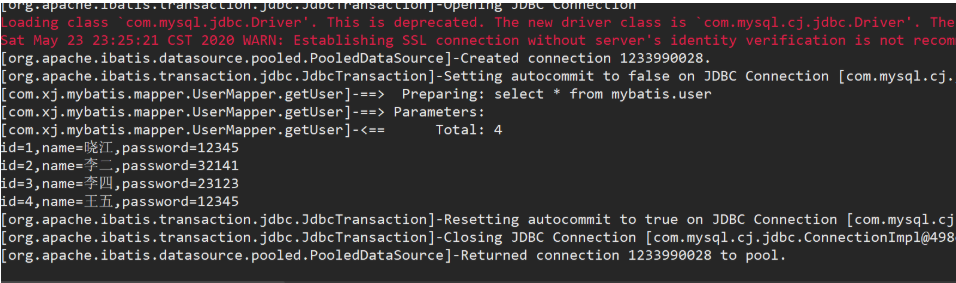 [org.apache.ibatis.transaction.jdbc.JdbcTransaction]-Opening JDBC Connection
Loading class `com.mysql.jdbc.Driver'. This is deprecated. The new driver class is `com.mysql.cj.jdbc.Driver'. The
Sat May 23 23:25:21 CST 2020 WARN: Establishing SSL connection without server's identity verification is not recom
[org.apache.ibatis.datasource.pooled.PooledDataSource]-Created connection 1233990028.
[org.apache.ibatis.transaction.jdbc.JdbcTransaction]-Setting autocommit to false on JDBC Connection [com.mysql.cj.
[com.xj.mybatis.mapper.UserMapper.getUser]-==>  Preparing: select * from mybatis.user
[com.xj.mybatis.mapper.UserMapper.getUser]-==> Parameters:
[com.xj.mybatis.mapper.UserMapper.getUser]-<==      Total: 4
id=1,name=晓江,password=12345
id=2,name=李二,password=32141
id=3,name=李四,password=23123
id=4,name=王五,password=12345
[org.apache.ibatis.transaction.jdbc.JdbcTransaction]-Resetting autocommit to true on JDBC Connection [com.mysql.cj
[org.apache.ibatis.transaction.jdbc.JdbcTransaction]-Closing JDBC Connection [com.mysql.cj.jdbc.ConnectionImpl@498
[org.apache.ibatis.datasource.pooled.PooledDataSource]-Returned connection 1233990028 to pool.